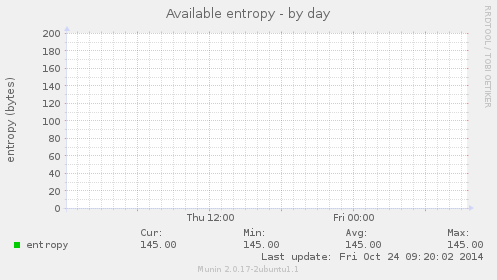 Available entropy - by day
RRDTOOL / TOBI OETIKER
entropy (bytes)
200
180
160
140
120
100
80
60
40
20
0
Thu 12:00 Fri 00:00
Cur: Min: Avg: Max:
entropy 145.00 145.00 145.00 145.00
Last update: Fri Oct 24 09:20:02 2014
Munin 2.0.17-2ubuntu1.1